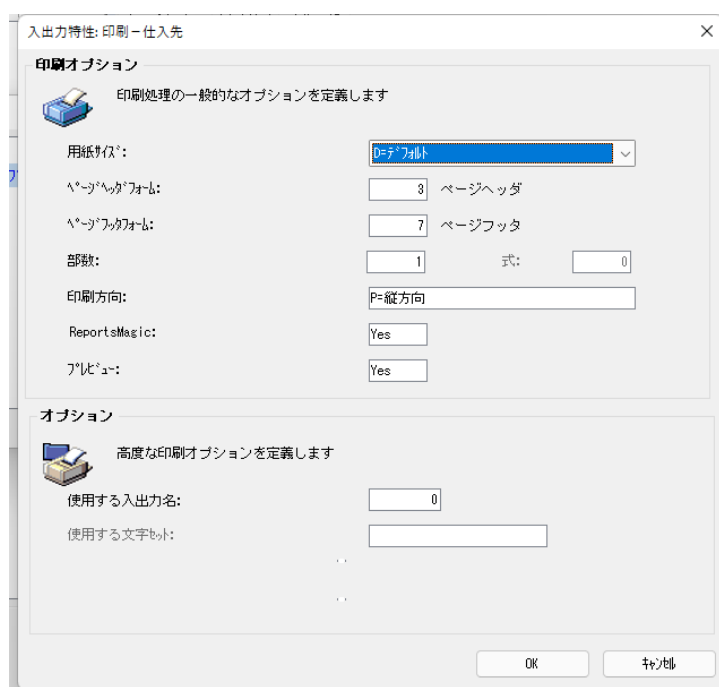 入出力特性: 印刷 － 仕入先
印刷オプション
印刷処理の一般的なオプションを定義します
用紙ｻｲｽﾞ: D=ﾃﾞﾌｫﾙﾄ
ﾍﾟｰｼﾞﾍｯﾀﾞﾌｫｰﾑ: 3 ページヘッダ
ﾍﾟｰｼﾞﾌｯﾀﾌｫｰﾑ: 7 ページフッタ
部数: 1 式: 0
印刷方向: P=縦方向
ReportsMagic: Yes
ﾌﾟﾚﾋﾞｭｰ: Yes
オプション
高度な印刷オプションを定義します
使用する入出力名: 0
使用する文字ｾｯﾄ:
OK ｷｬﾝｾﾙ